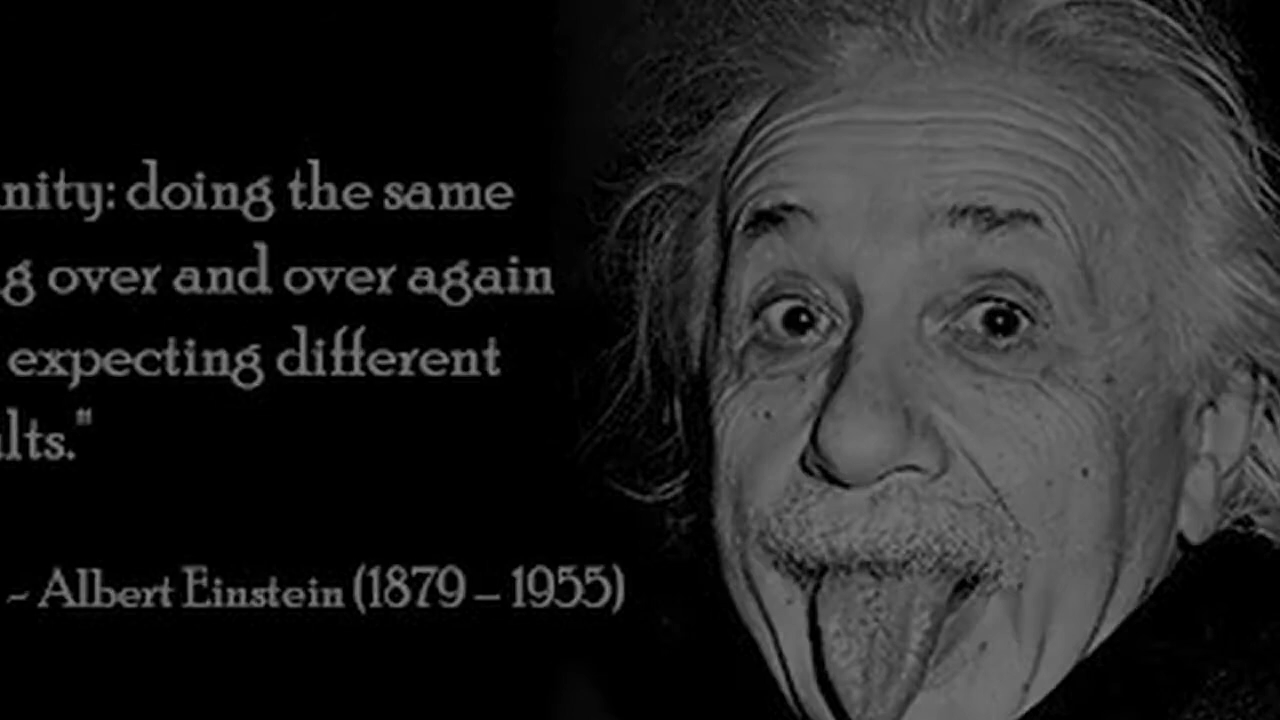 nity: doing the same
g over and over again
expecting different
lts."
~ Albert Einstein (1879 – 1955)